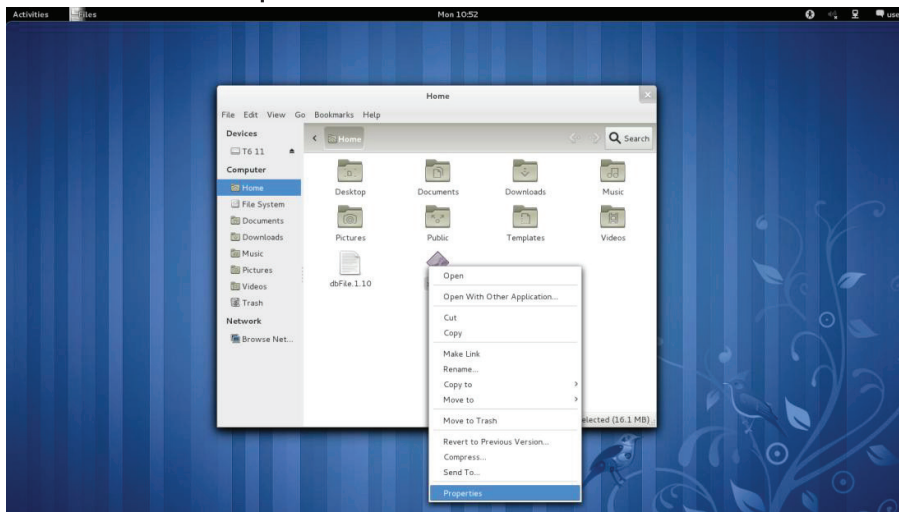 Activities Files Mon 10:52 use
Home
File Edit View Go Bookmarks Help
Devices
T6 11
Computer
Home
File System
Documents
Downloads
Music
Pictures
Videos
Trash
Network
Browse Net...
Home Search
Desktop Documents Downloads Music
Pictures Public Templates Videos
dbFile.1.10
Open
Open With Other Application...
Cut
Copy
Make Link
Rename...
Copy to
Move to
Move to Trash
Revert to Previous Version...
Compress...
Send To...
Properties
elected (16.1 MB)